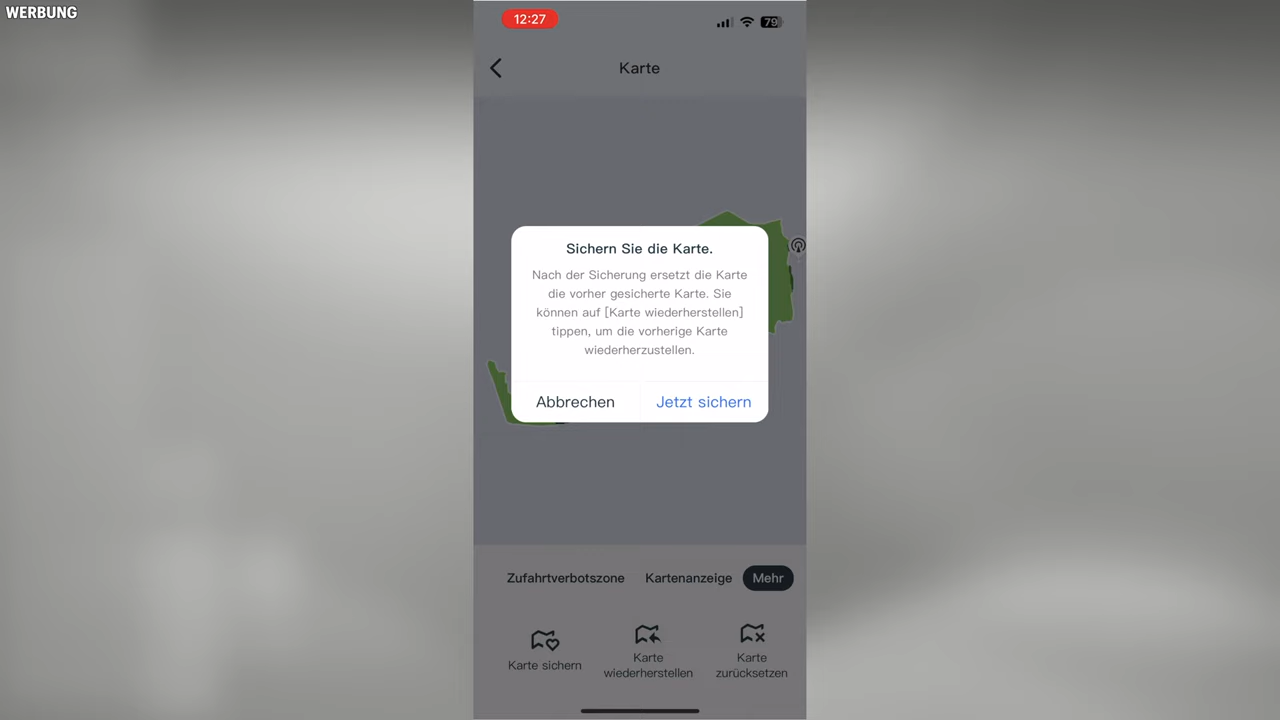 WERBUNG
12:27
79
Karte
Sichern Sie die Karte.
Nach der Sicherung ersetzt die Karte
die vorher gesicherte Karte. Sie
können auf [Karte wiederherstellen]
tippen, um die vorherige Karte
wiederherzustellen.
Abbrechen
Jetzt sichern
Zufahrtverbotszone
Kartenanzeige
Mehr
Karte sichern
Karte
wiederherstellen
Karte
zurücksetzen